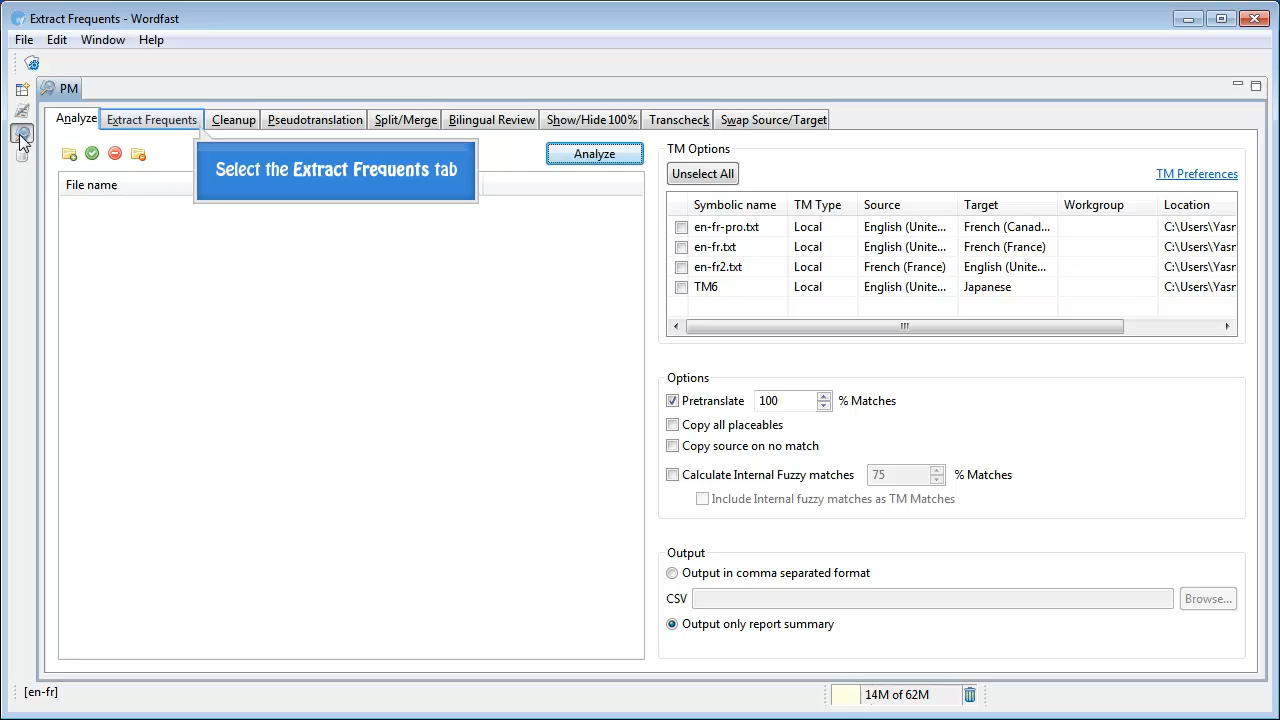 Extract Frequents - Wordfast
File Edit Window Help
PM
Analyze Extract Frequents Cleanup Pseudotranslation Split/Merge Bilingual Review Show/Hide 100% Transcheck Swap Source/Target
Select the Extract Frequents tab
Analyze
File name
TM Options
Unselect All TM Preferences
Symbolic name TM Type Source Target Workgroup Location
en-fr-pro.txt Local English (Unite... French (Canad... C:\Users\Yasr
en-fr.txt Local English (Unite... French (France) C:\Users\Yasr
en-fr2.txt Local French (France) English (Unite... C:\Users\Yasr
TM6 Local English (Unite... Japanese C:\Users\Yasr
Options
Pretranslate 100 % Matches
Copy all placeables
Copy source on no match
Calculate Internal Fuzzy matches 75 % Matches
Include Internal fuzzy matches as TM Matches
Output
Output in comma separated format
CSV Browse...
Output only report summary
[en-fr] 14M of 62M